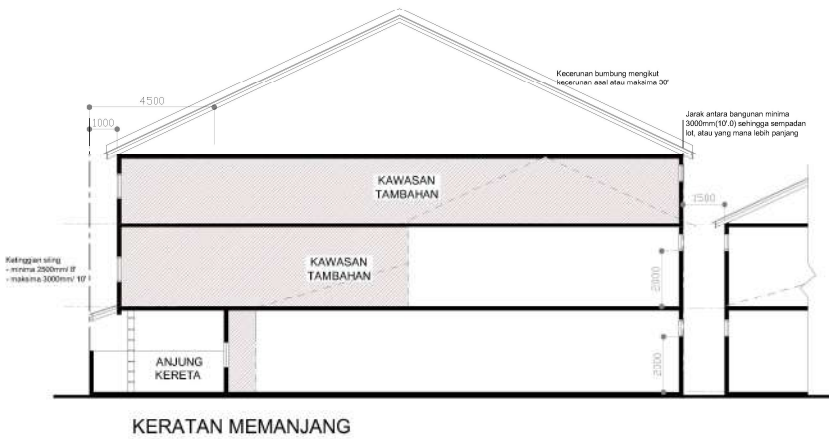 Kecerunan bumbung mengikut
kecerunan asal atau maksima 30°
4500
1000
Jarak antara bangunan minima
3000mm(10'.0) sehingga sempadan
lot, atau yang mana lebih panjang
KAWASAN
TAMBAHAN
1500
Ketinggian siling
- minima 2500mm/ 8'
- maksima 3000mm/ 10'
KAWASAN
TAMBAHAN
2000
ANJUNG
KERETA
2000
KERATAN MEMANJANG